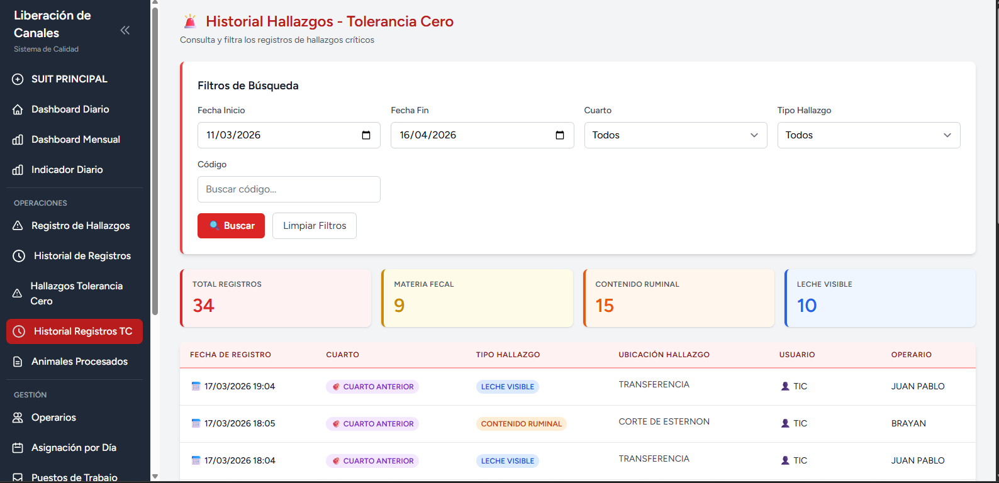 Liberación de
Canales
Sistema de Calidad
SUIT PRINCIPAL
Dashboard Diario
Dashboard Mensual
Indicador Diario
OPERACIONES
Registro de Hallazgos
Historial de Registros
Hallazgos Tolerancia
Cero
Historial Registros TC
Animales Procesados
GESTIÓN
Operarios
Asignación por Día
Puestos de Trabajo
Historial Hallazgos - Tolerancia Cero
Consulta y filtra los registros de hallazgos críticos
Filtros de Búsqueda
Fecha Inicio Fecha Fin Cuarto Tipo Hallazgo
11/03/2026 16/04/2026 Todos Todos
Código
Buscar código...
Buscar Limpiar Filtros
TOTAL REGISTROS MATERIA FECAL CONTENIDO RUMINAL LECHE VISIBLE
34 9 15 10
FECHA DE REGISTRO CUARTO TIPO HALLAZGO UBICACIÓN HALLAZGO USUARIO OPERARIO
17/03/2026 19:04 CUARTO ANTERIOR LECHE VISIBLE TRANSFERENCIA TIC JUAN PABLO
17/03/2026 18:05 CUARTO ANTERIOR CONTENIDO RUMINAL CORTE DE ESTERNON TIC BRAYAN
17/03/2026 18:04 CUARTO ANTERIOR LECHE VISIBLE TRANSFERENCIA TIC JUAN PABLO